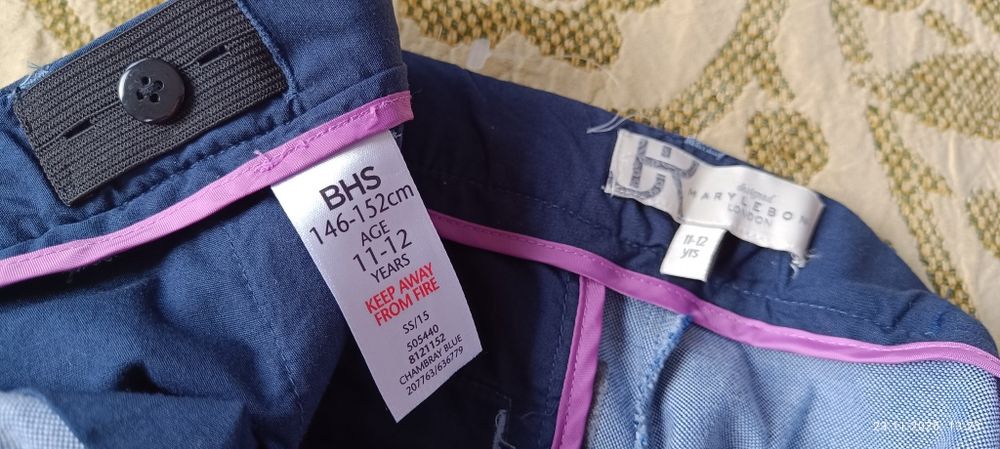 BHS
146-152cm
AGE
11-12
YEARS
KEEP AWAY
FROM FIRE
SS/15
505440
8121152
CHAMBRAY BLUE
207763/636779
designed
MARYLEBON
LONDON
11-12
yrs